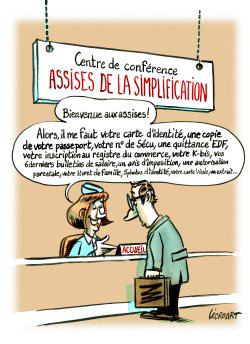 Centre de conférence
ASSISES DE LA SIMPLIFICATION
Bienvenue aux assises!
Alors, il me faut votre carte d'identité, une copie
de votre passeport, votre n° de Sécu, une quittance EDF,
votre inscription au registre du commerce, votre K-bis, vos
6 derniers bulletins de salaire, un avis d'imposition, une autorisation
parentale, votre livret de famille, 5 photos d'identité, votre carte Vitale, un extrait...
ACCUEIL